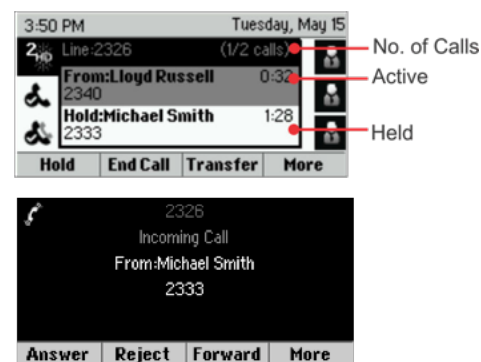 3:50 PM Tuesday, May 15
2HD Line:2326 (1/2 calls) No. of Calls
From:Lloyd Russell 0:32 Active
2340
Hold:Michael Smith 1:28
2333 Held
Hold End Call Transfer More
2326
Incoming Call
From:Michael Smith
2333
Answer Reject Forward More